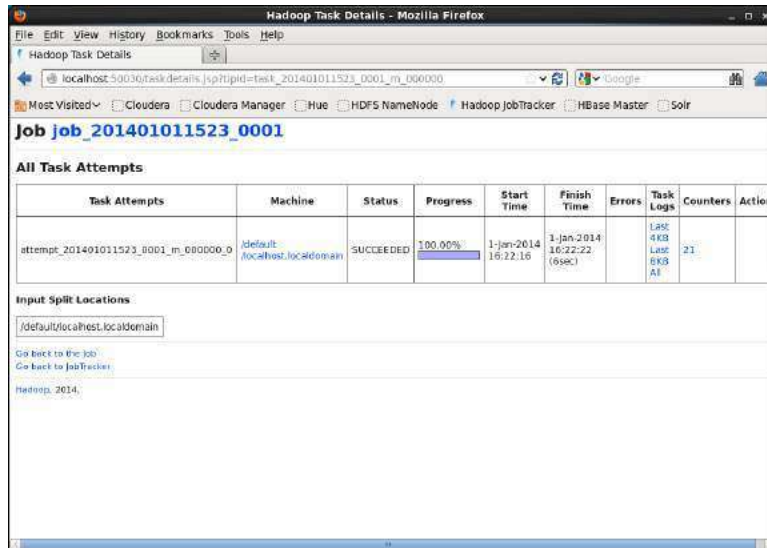 Hadoop Task Details - Mozilla Firefox
File Edit View History Bookmarks Tools Help
Hadoop Task Details
localhost:50030/taskdetails.jsp?tipid=task_201401011523_0001_m_000000
Google
Most Visited Cloudera Cloudera Manager Hue HDFS NameNode Hadoop JobTracker HBase Master Solr
Job job_201401011523_0001
All Task Attempts
Task Attempts Machine Status Progress Start Time Finish Time Errors Task Logs Counters Actio
attempt_201401011523_0001_m_000000_0 /default/localhost.localdomain SUCCEEDED 100.00% 1-Jan-2014 16:22:16 1-Jan-2014 16:22:22 (6sec) Last 4KB Last 8KB All 21
Input Split Locations
/default/localhost.localdomain
Go back to the job
Go back to JobTracker
Hadoop, 2014.